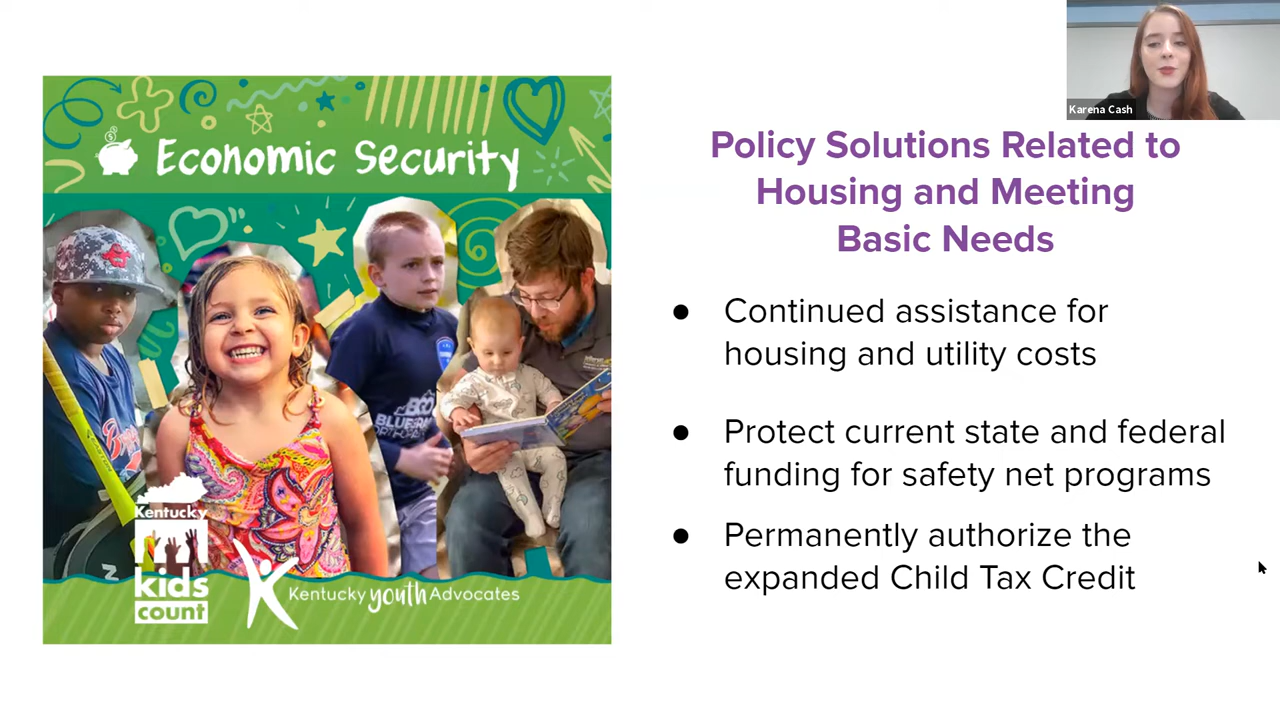 Karena Cash
Economic Security
Policy Solutions Related to
Housing and Meeting
Basic Needs
● Continued assistance for
housing and utility costs
● Protect current state and federal
funding for safety net programs
● Permanently authorize the
expanded Child Tax Credit
Kentucky
kids
count
Kentucky youth Advocates